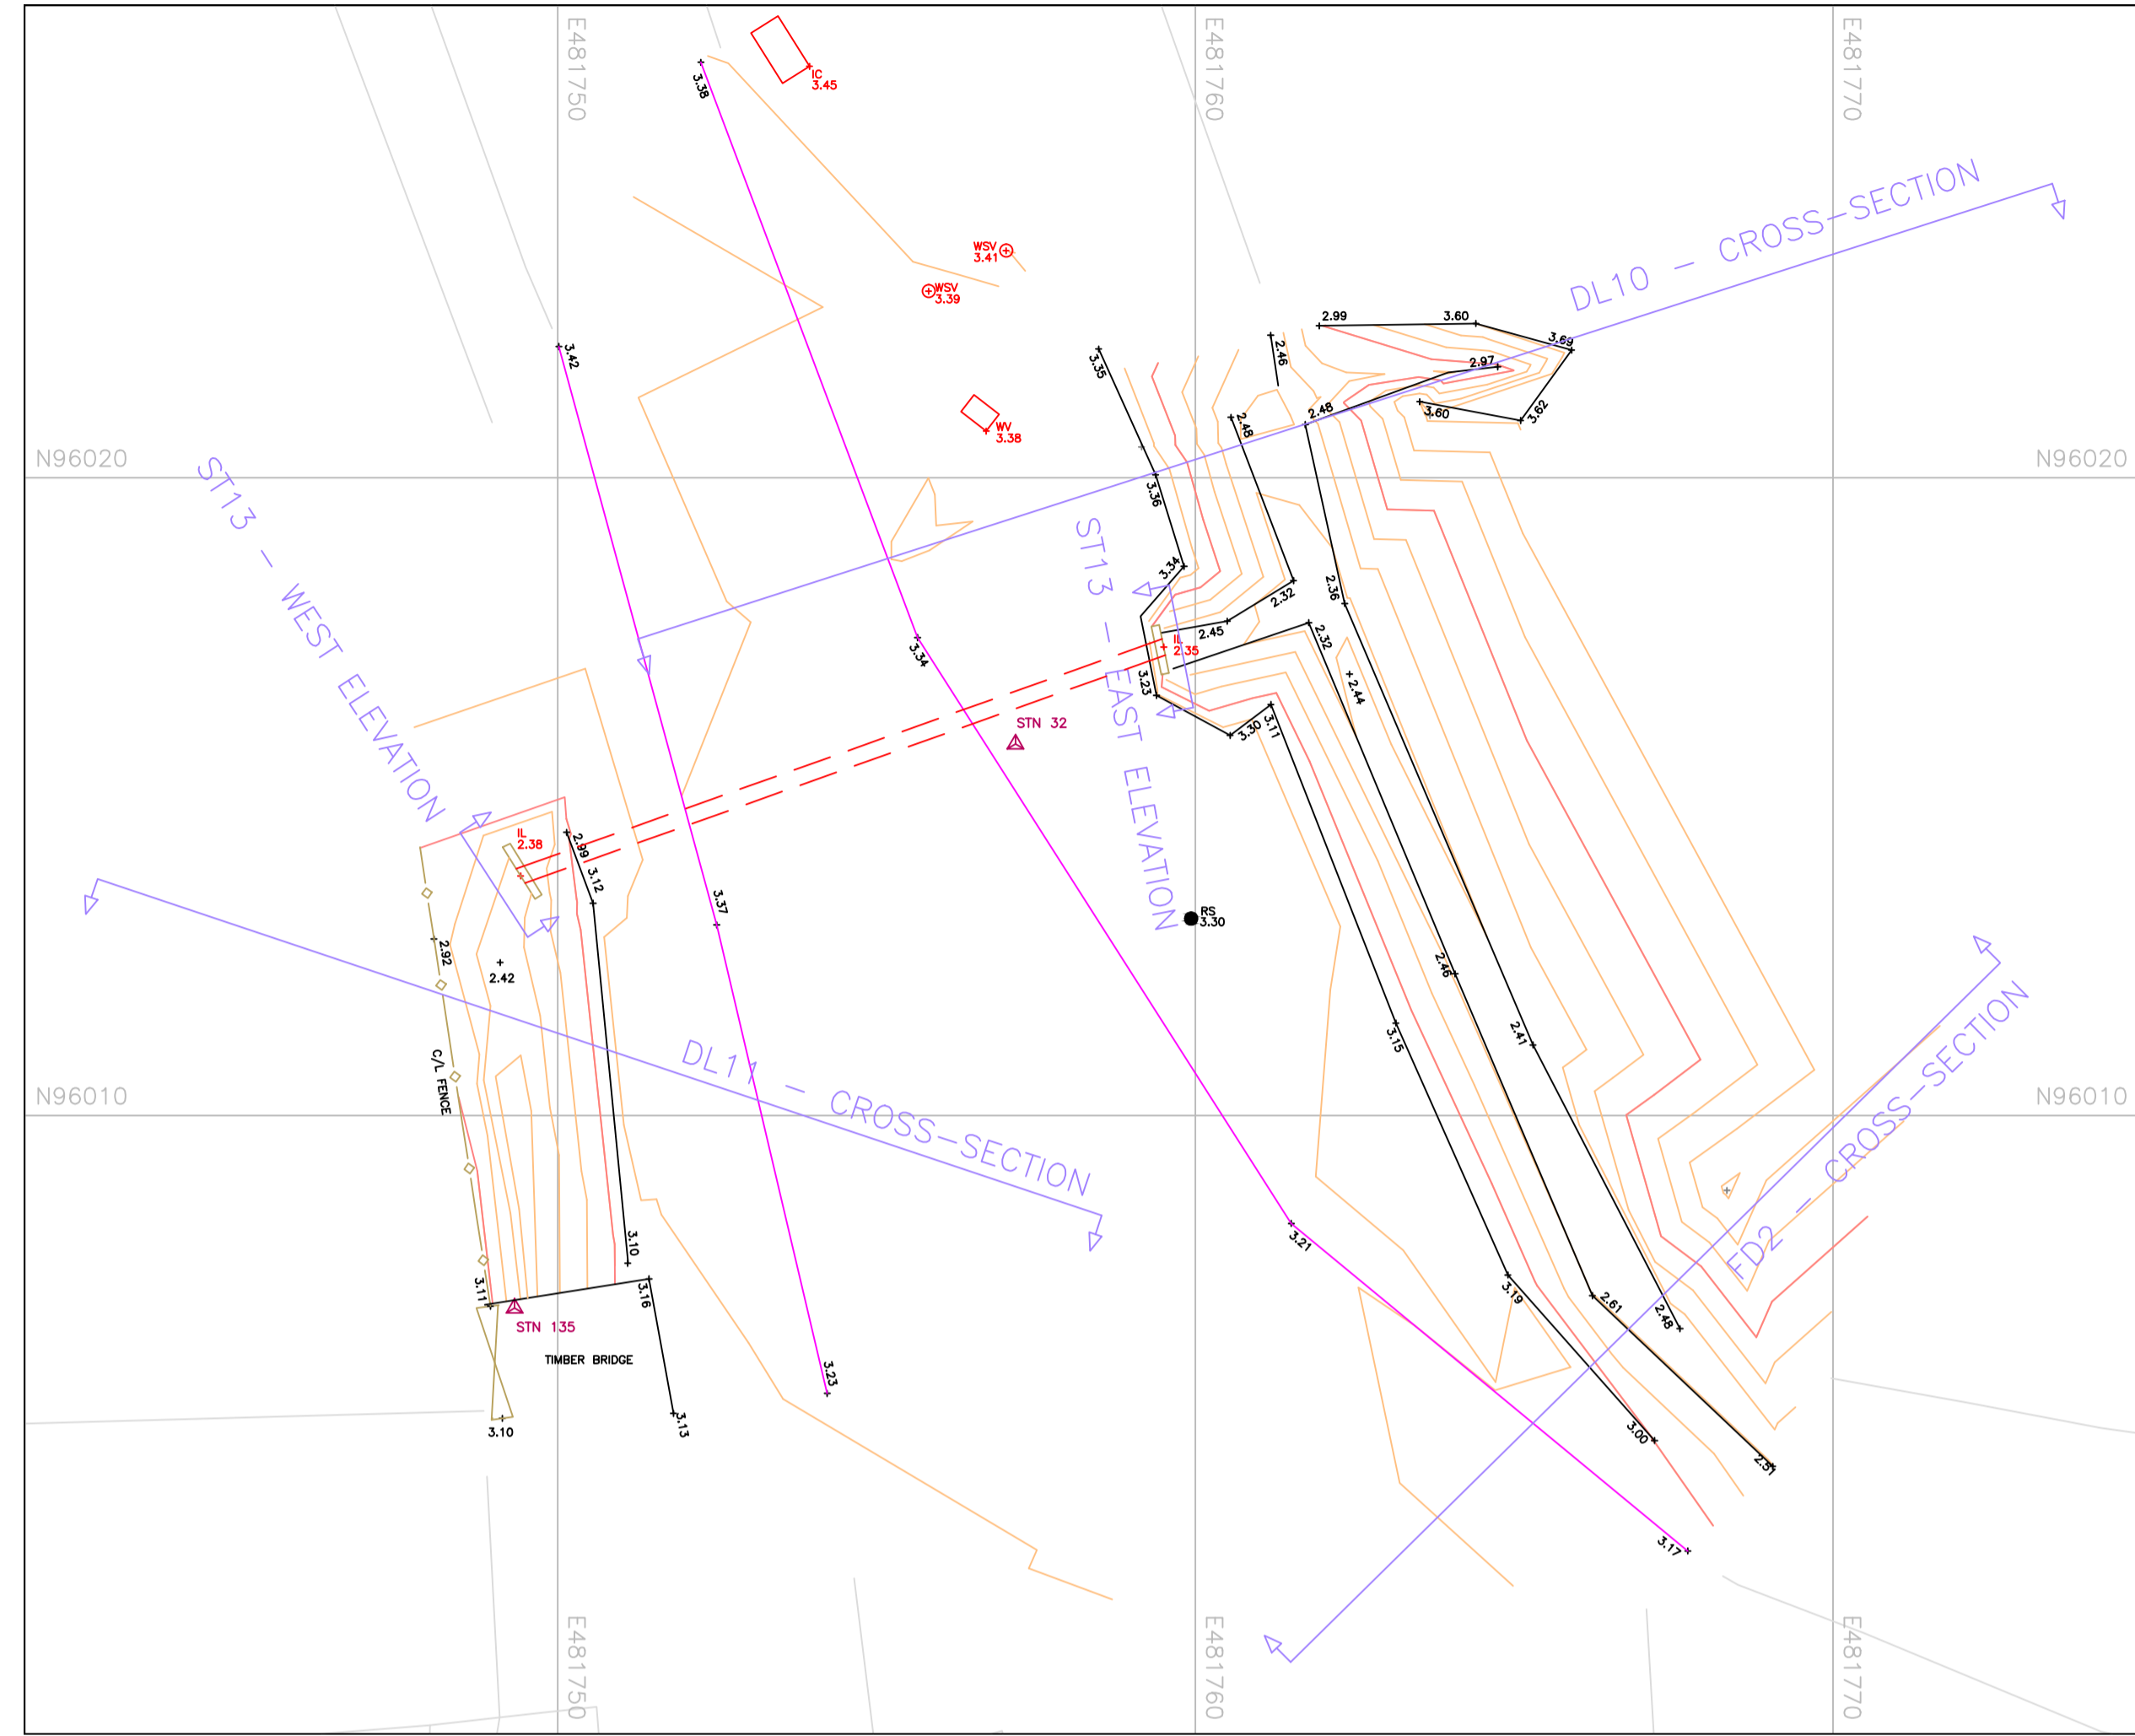 E481750
E481760
E481770
IC
3.45
3.38
DL10 - CROSS-SECTION
WSV
3.41
WSV
3.39
2.99
3.60
3.69
3.42
3.35
2.46
2.97
2.48
2.48
3.60
3.62
WV
3.38
N96020
N96020
ST13 - WEST ELEVATION
3.36
ST13 - EAST ELEVATION
3.34
2.32
2.36
2.45
2.32
IL
2.35
3.34
3.23
2.44
3.30
3.11
STN 32
IL
2.38
2.99
3.12
3.37
RS
3.30
2.92
2.42
2.46
2.41
3.15
DL11 - CROSS-SECTION
C/L FENCE
FD2 - CROSS-SECTION
N96010
N96010
3.10
3.21
3.11
3.16
3.19
2.61
2.48
STN 135
TIMBER BRIDGE
3.23
3.13
3.10
3.00
2.51
3.17
E481750
E481760
E481770